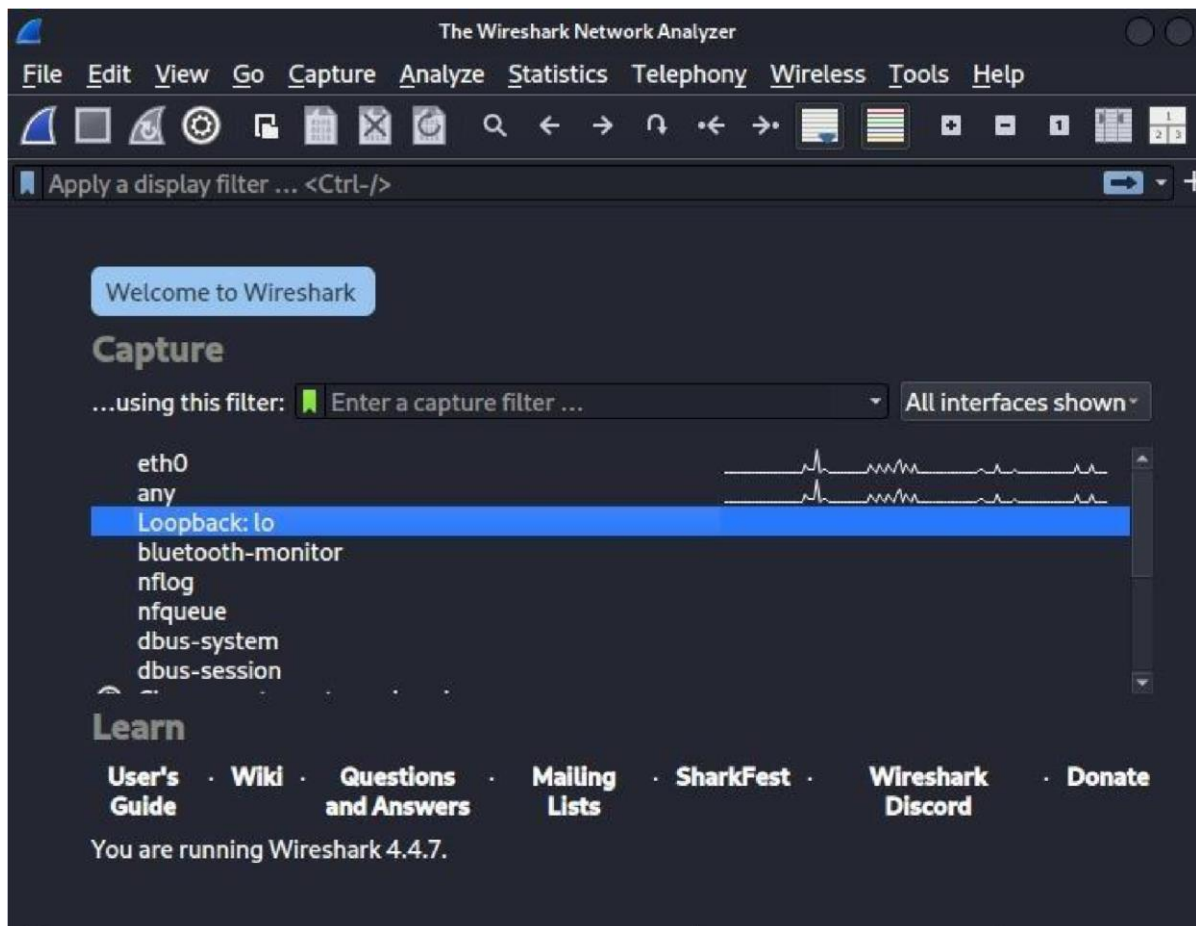 The Wireshark Network Analyzer
File Edit View Go Capture Analyze Statistics Telephony Wireless Tools Help
Apply a display filter ... <Ctrl-/>
Welcome to Wireshark
Capture
...using this filter: Enter a capture filter ... All interfaces shown
eth0
any
Loopback: lo
bluetooth-monitor
nflog
nfqueue
dbus-system
dbus-session
Learn
User's Guide · Wiki · Questions and Answers · Mailing Lists · SharkFest · Wireshark Discord · Donate
You are running Wireshark 4.4.7.